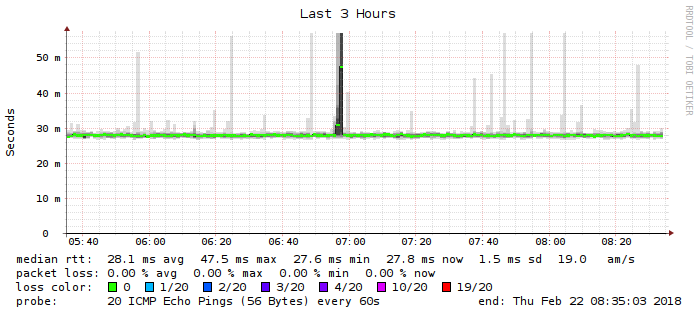 Last 3 Hours
RRDTOOL / TOBI OETIKER
Seconds
50 m
40 m
30 m
20 m
10 m
0
05:40 06:00 06:20 06:40 07:00 07:20 07:40 08:00 08:20
median rtt: 28.1 ms avg 47.5 ms max 27.6 ms min 27.8 ms now 1.5 ms sd 19.0 am/s
packet loss: 0.00 % avg 0.00 % max 0.00 % min 0.00 % now
loss color: 0 1/20 2/20 3/20 4/20 10/20 19/20
probe: 20 ICMP Echo Pings (56 Bytes) every 60s end: Thu Feb 22 08:35:03 2018